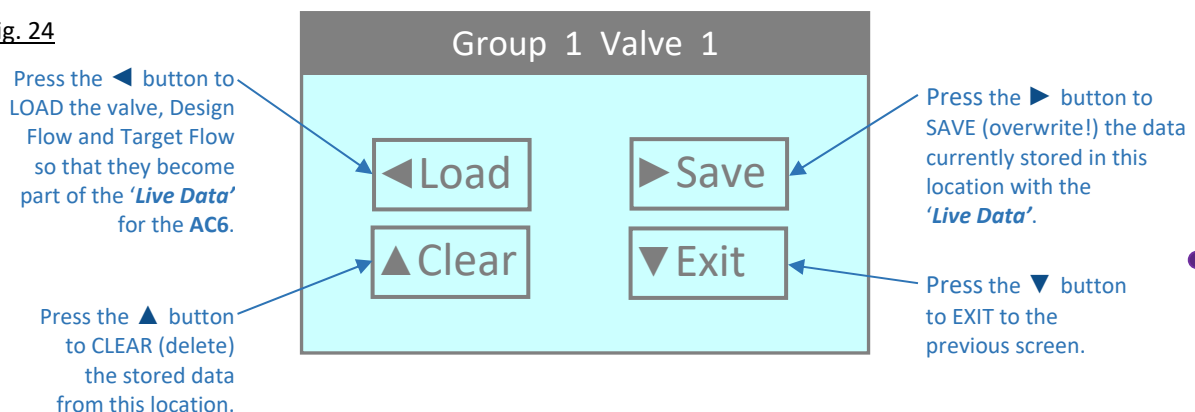 ig. 24
Group 1 Valve 1
Press the ◀ button to
LOAD the valve, Design
Flow and Target Flow
so that they become
part of the ‘Live Data’
for the AC6.
Press the ▲ button
to CLEAR (delete)
the stored data
from this location.
◀Load
▶Save
▲Clear
▼Exit
Press the ▶ button to
SAVE (overwrite!) the data
currently stored in this
location with the
‘Live Data’.
Press the ▼ button
to EXIT to the
previous screen.